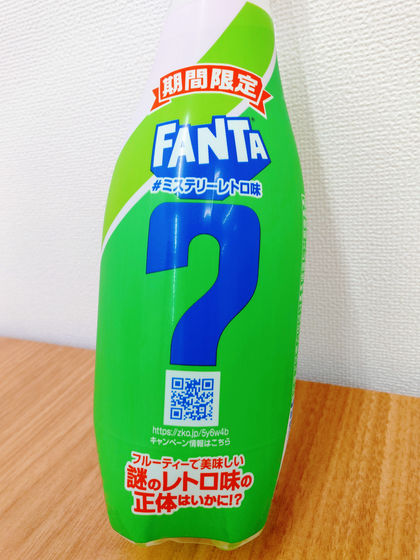 期間限定
FANTA
#ミステリーレトロ味
?
https://zko.jp/5y6w4b
キャンペーン情報はこちら
フルーティーで美味しい
謎のレトロ味の
正体はいかに!?